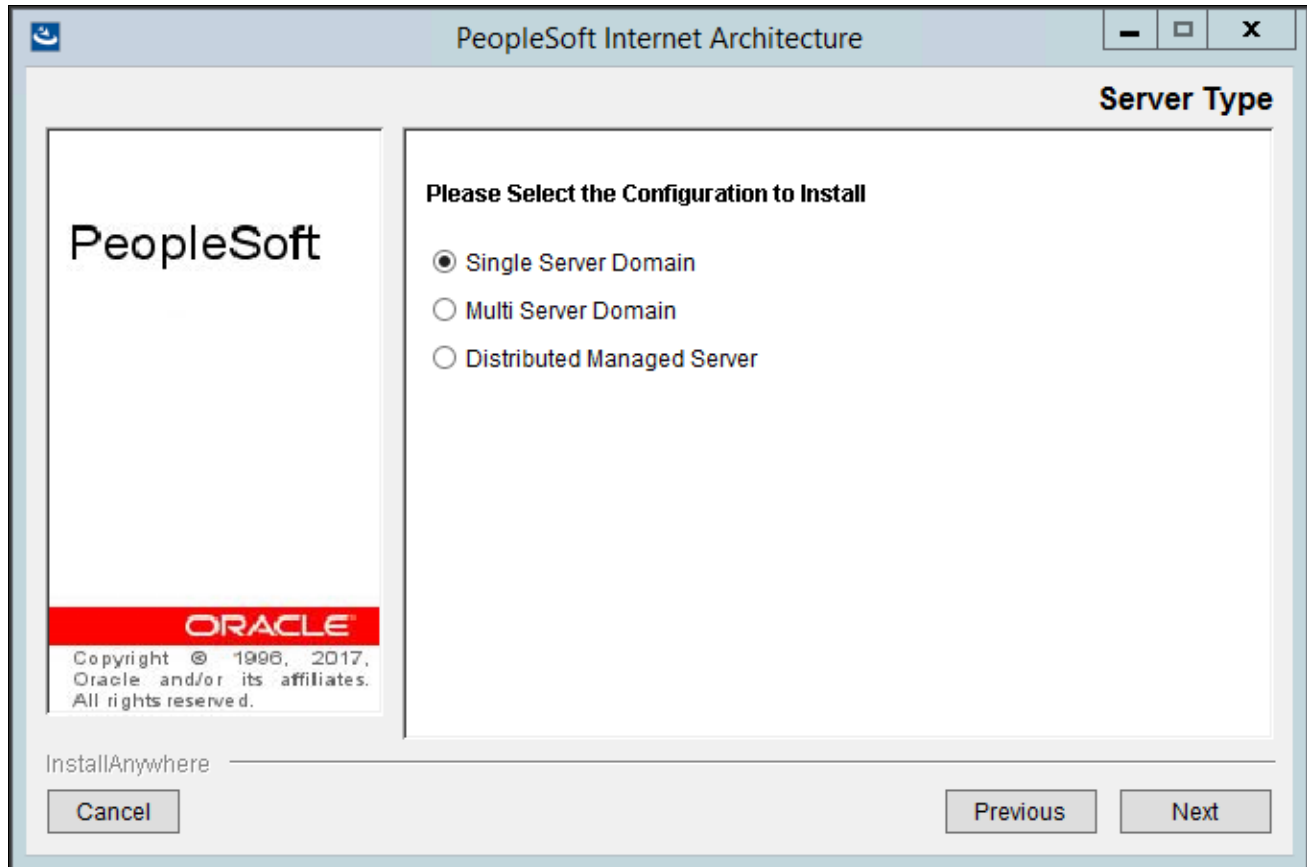 PeopleSoft Internet Architecture
Server Type
PeopleSoft
ORACLE
Copyright © 1996, 2017,
Oracle and/or its affiliates.
All rights reserved.
Please Select the Configuration to Install
Single Server Domain
Multi Server Domain
Distributed Managed Server
InstallAnywhere
Cancel
Previous
Next